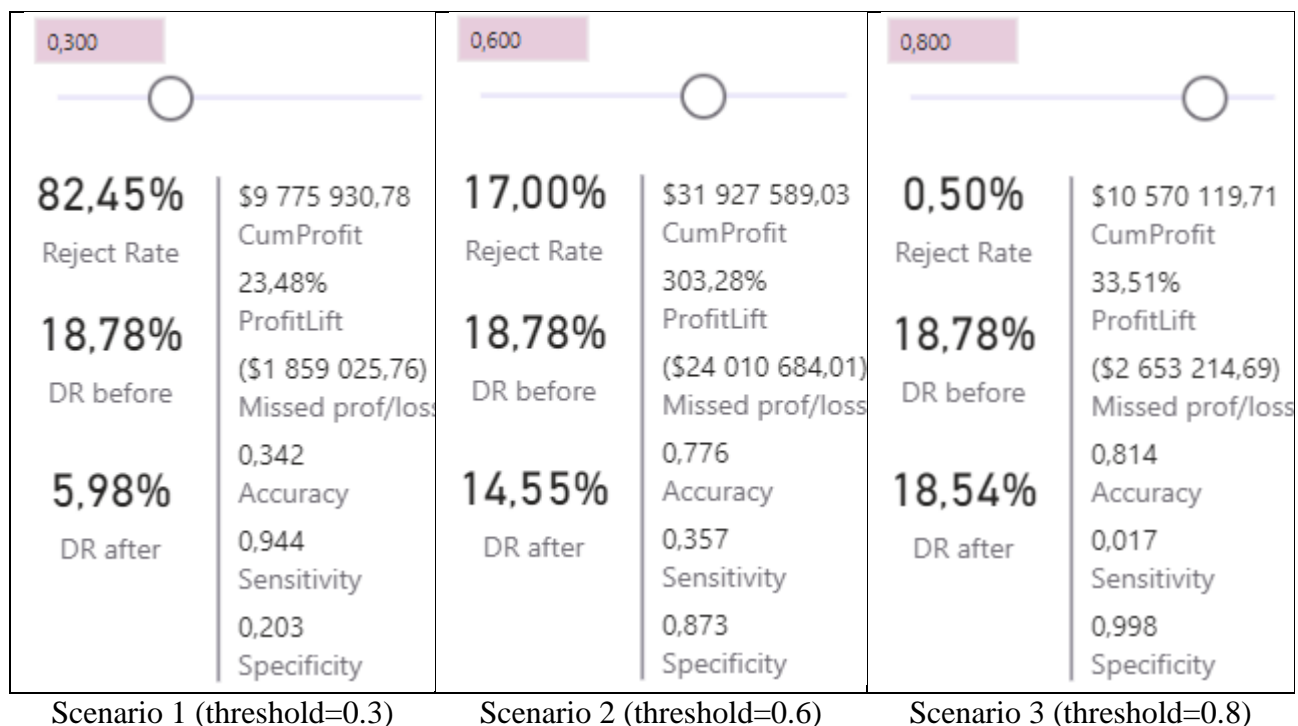 0,300
82,45%
Reject Rate
18,78%
DR before
5,98%
DR after
$9 775 930,78
CumProfit
23,48%
ProfitLift
($1 859 025,76)
Missed prof/loss
0,342
Accuracy
0,944
Sensitivity
0,203
Specificity
0,600
17,00%
Reject Rate
18,78%
DR before
14,55%
DR after
$31 927 589,03
CumProfit
303,28%
ProfitLift
($24 010 684,01)
Missed prof/loss
0,776
Accuracy
0,357
Sensitivity
0,873
Specificity
0,800
0,50%
Reject Rate
18,78%
DR before
18,54%
DR after
$10 570 119,71
CumProfit
33,51%
ProfitLift
($2 653 214,69)
Missed prof/loss
0,814
Accuracy
0,017
Sensitivity
0,998
Specificity
Scenario 1 (threshold=0.3)
Scenario 2 (threshold=0.6)
Scenario 3 (threshold=0.8)